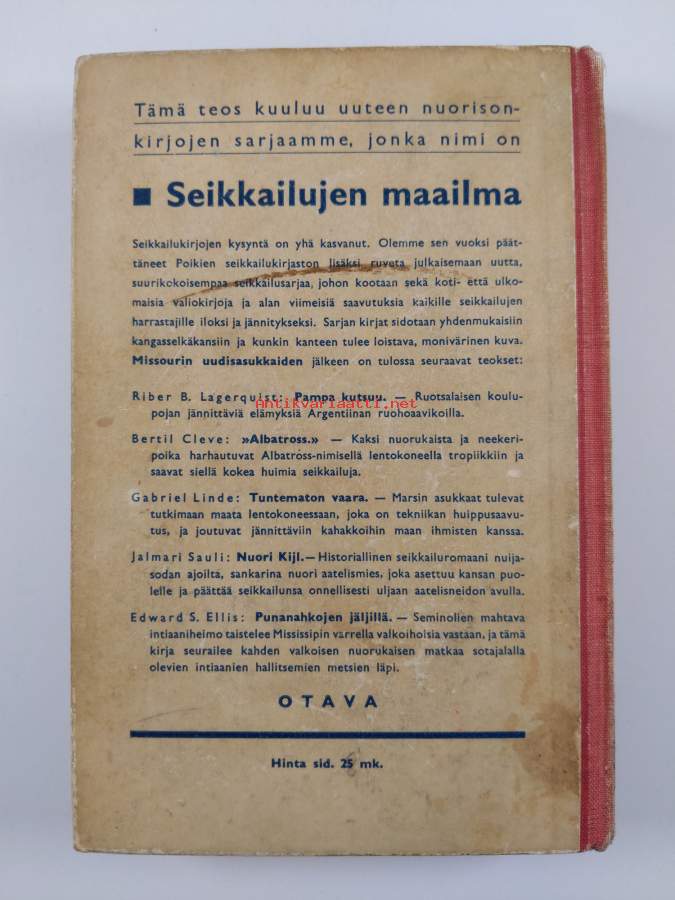 Tämä teos kuuluu uuteen nuorison-
kirjojen sarjaamme, jonka nimi on
■ Seikkailujen maailma
Seikkailukirjojen kysyntä on yhä kasvanut. Olemme sen vuoksi päät-
täneet Poikien seikkailukirjaston lisäksi ruveta julkaisemaan uutta,
suurikokoisempaa seikkailusarjaa, johon kootaan sekä koti- että ulko-
maisia valiokirjoja ja alan viimeisiä saavutuksia kaikille seikkailujen
harrastajille iloksi ja jännitykseksi. Sarjan kirjat sidotaan yhdenmukaisiin
kangasselkäkansiin ja kunkin kanteen tulee loistava, monivärinen kuva.
Missourin uudisasukkaiden jälkeen on tulossa seuraavat teokset:
Riber B. Lagerquist: Pampa kutsuu. — Ruotsalaisen koulu-
pojan jännittäviä elämyksiä Argentiinan ruohoaavikoilla.
Antikvariaatti.net
Bertil Cleve: »Albatross.» — Kaksi nuorukaista ja neekeri-
poika harhautuvat Albatross-nimisellä lentokoneella tropiikkiin ja
saavat siellä kokea huimia seikkailuja.
Gabriel Linde: Tuntematon vaara. — Marsin asukkaat tulevat
tutkimaan maata lentokoneessaan, joka on tekniikan huippusaavu-
tus, ja joutuvat jännittäviin kahakkoihin maan ihmisten kanssa.
Jalmari Sauli: Nuori Kijl. — Historiallinen seikkailuromaani nuija-
sodan ajoilta, sankarina nuori aatelismies, joka asettuu kansan puo-
lelle ja päättää seikkailunsa onnellisesti uljaan aatelisneidon avulla.
Edward S. Ellis: Punanahkojen jäljillä. — Seminolien mahtava
intiaaniheimo taistelee Mississipin varrella valkoihoisia vastaan, ja tämä
kirja seurailee kahden valkoisen nuorukaisen matkaa sotajalalla
olevien intiaanien hallitsemien metsien läpi.
OTAVA
Hinta sid. 25 mk.